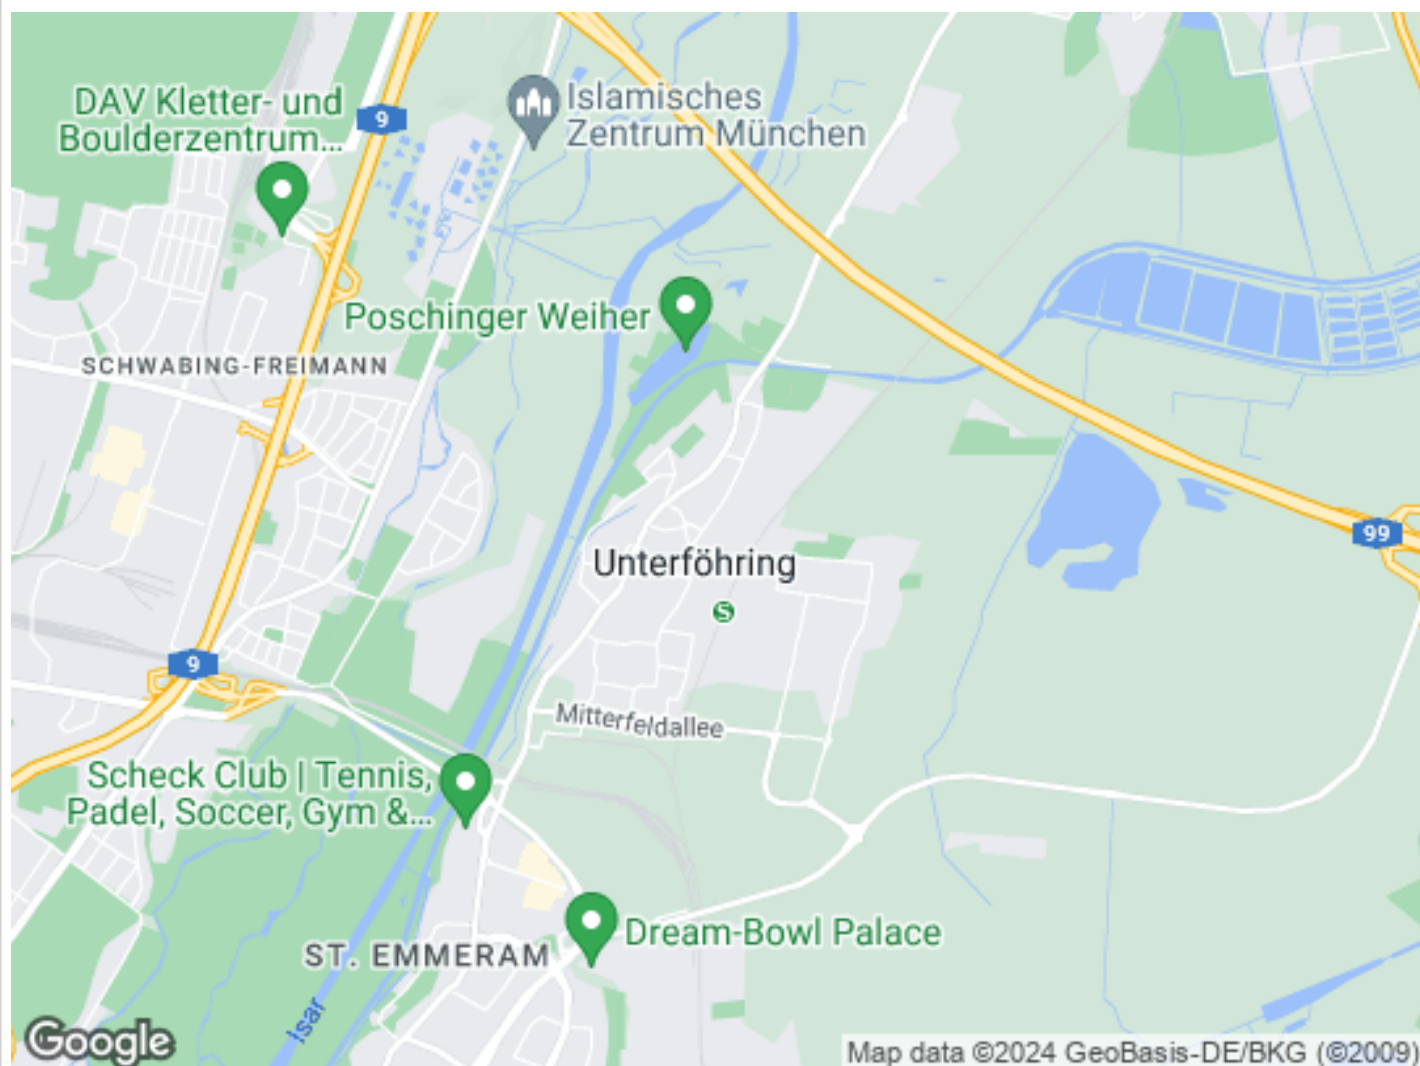 DAV Kletter- und
Boulderzentrum...
9
Islamisches
Zentrum München
Poschinger Weiher
SCHWABING-FREIMANN
99
Unterföhring
S
9
Mitterfeldallee
Scheck Club | Tennis,
Padel, Soccer, Gym &...
Dream-Bowl Palace
ST. EMMERAM
Isar
Google
Map data ©2024 GeoBasis-DE/BKG (©2009)